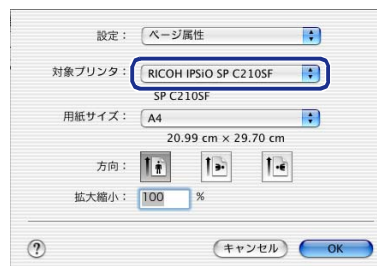 設定： ページ属性
対象プリンタ： RICOH IPSiO SP C210SF
SP C210SF
用紙サイズ： A4
20.99 cm × 29.70 cm
方向：
拡大縮小： 100 %
? キャンセル OK